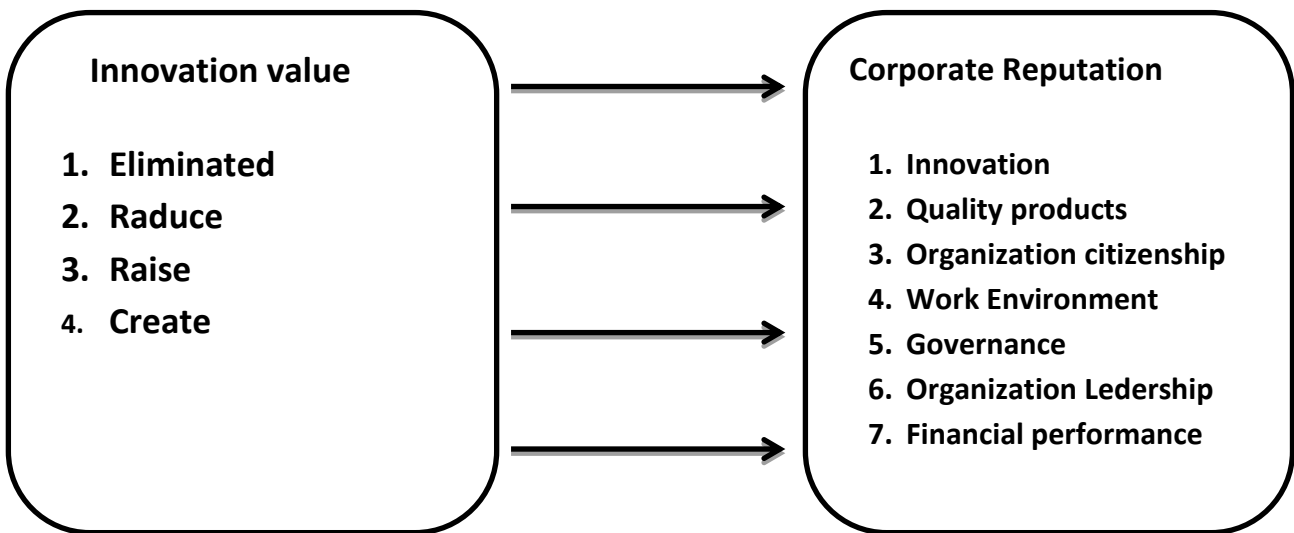 Innovation value
1. Eliminated
2. Raduce
3. Raise
4. Create
Corporate Reputation
1. Innovation
2. Quality products
3. Organization citizenship
4. Work Environment
5. Governance
6. Organization Ledership
7. Financial performance